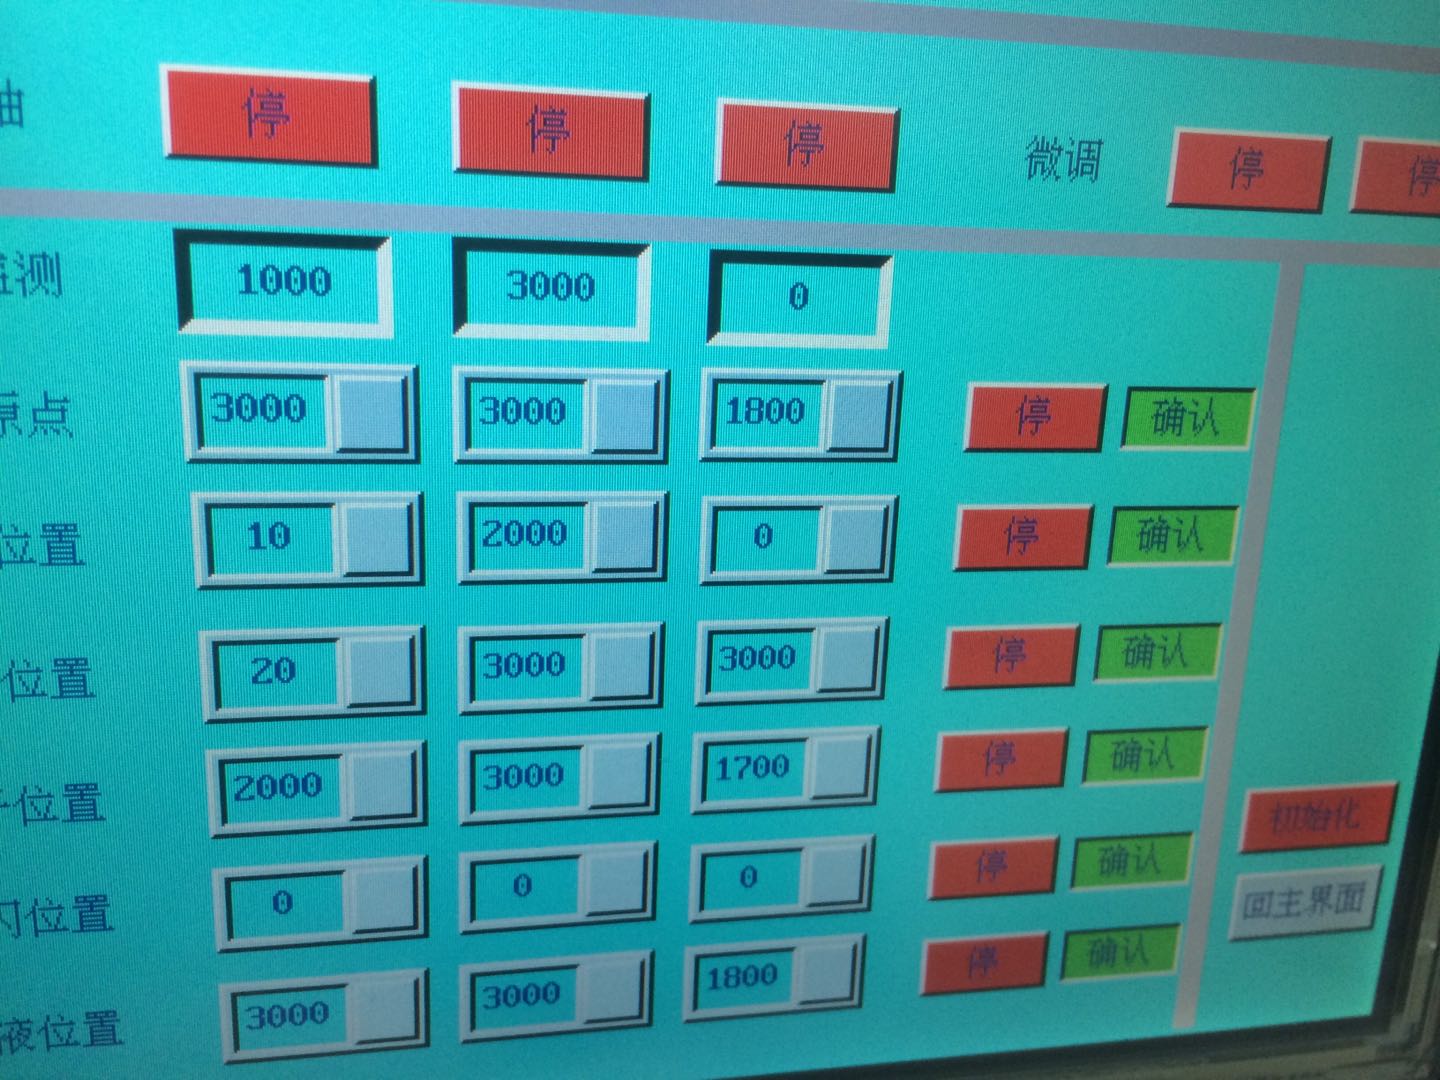 停 停 停 微调 停 停
监测 1000 3000 0
原点 3000 3000 1800 停 确认
位置 10 2000 0 停 确认
位置 20 3000 3000 停 确认
位置 2000 3000 1700 停 确认
位置 0 0 0 停 确认
液位置 3000 3000 1800 停 确认
初始化
回主界面